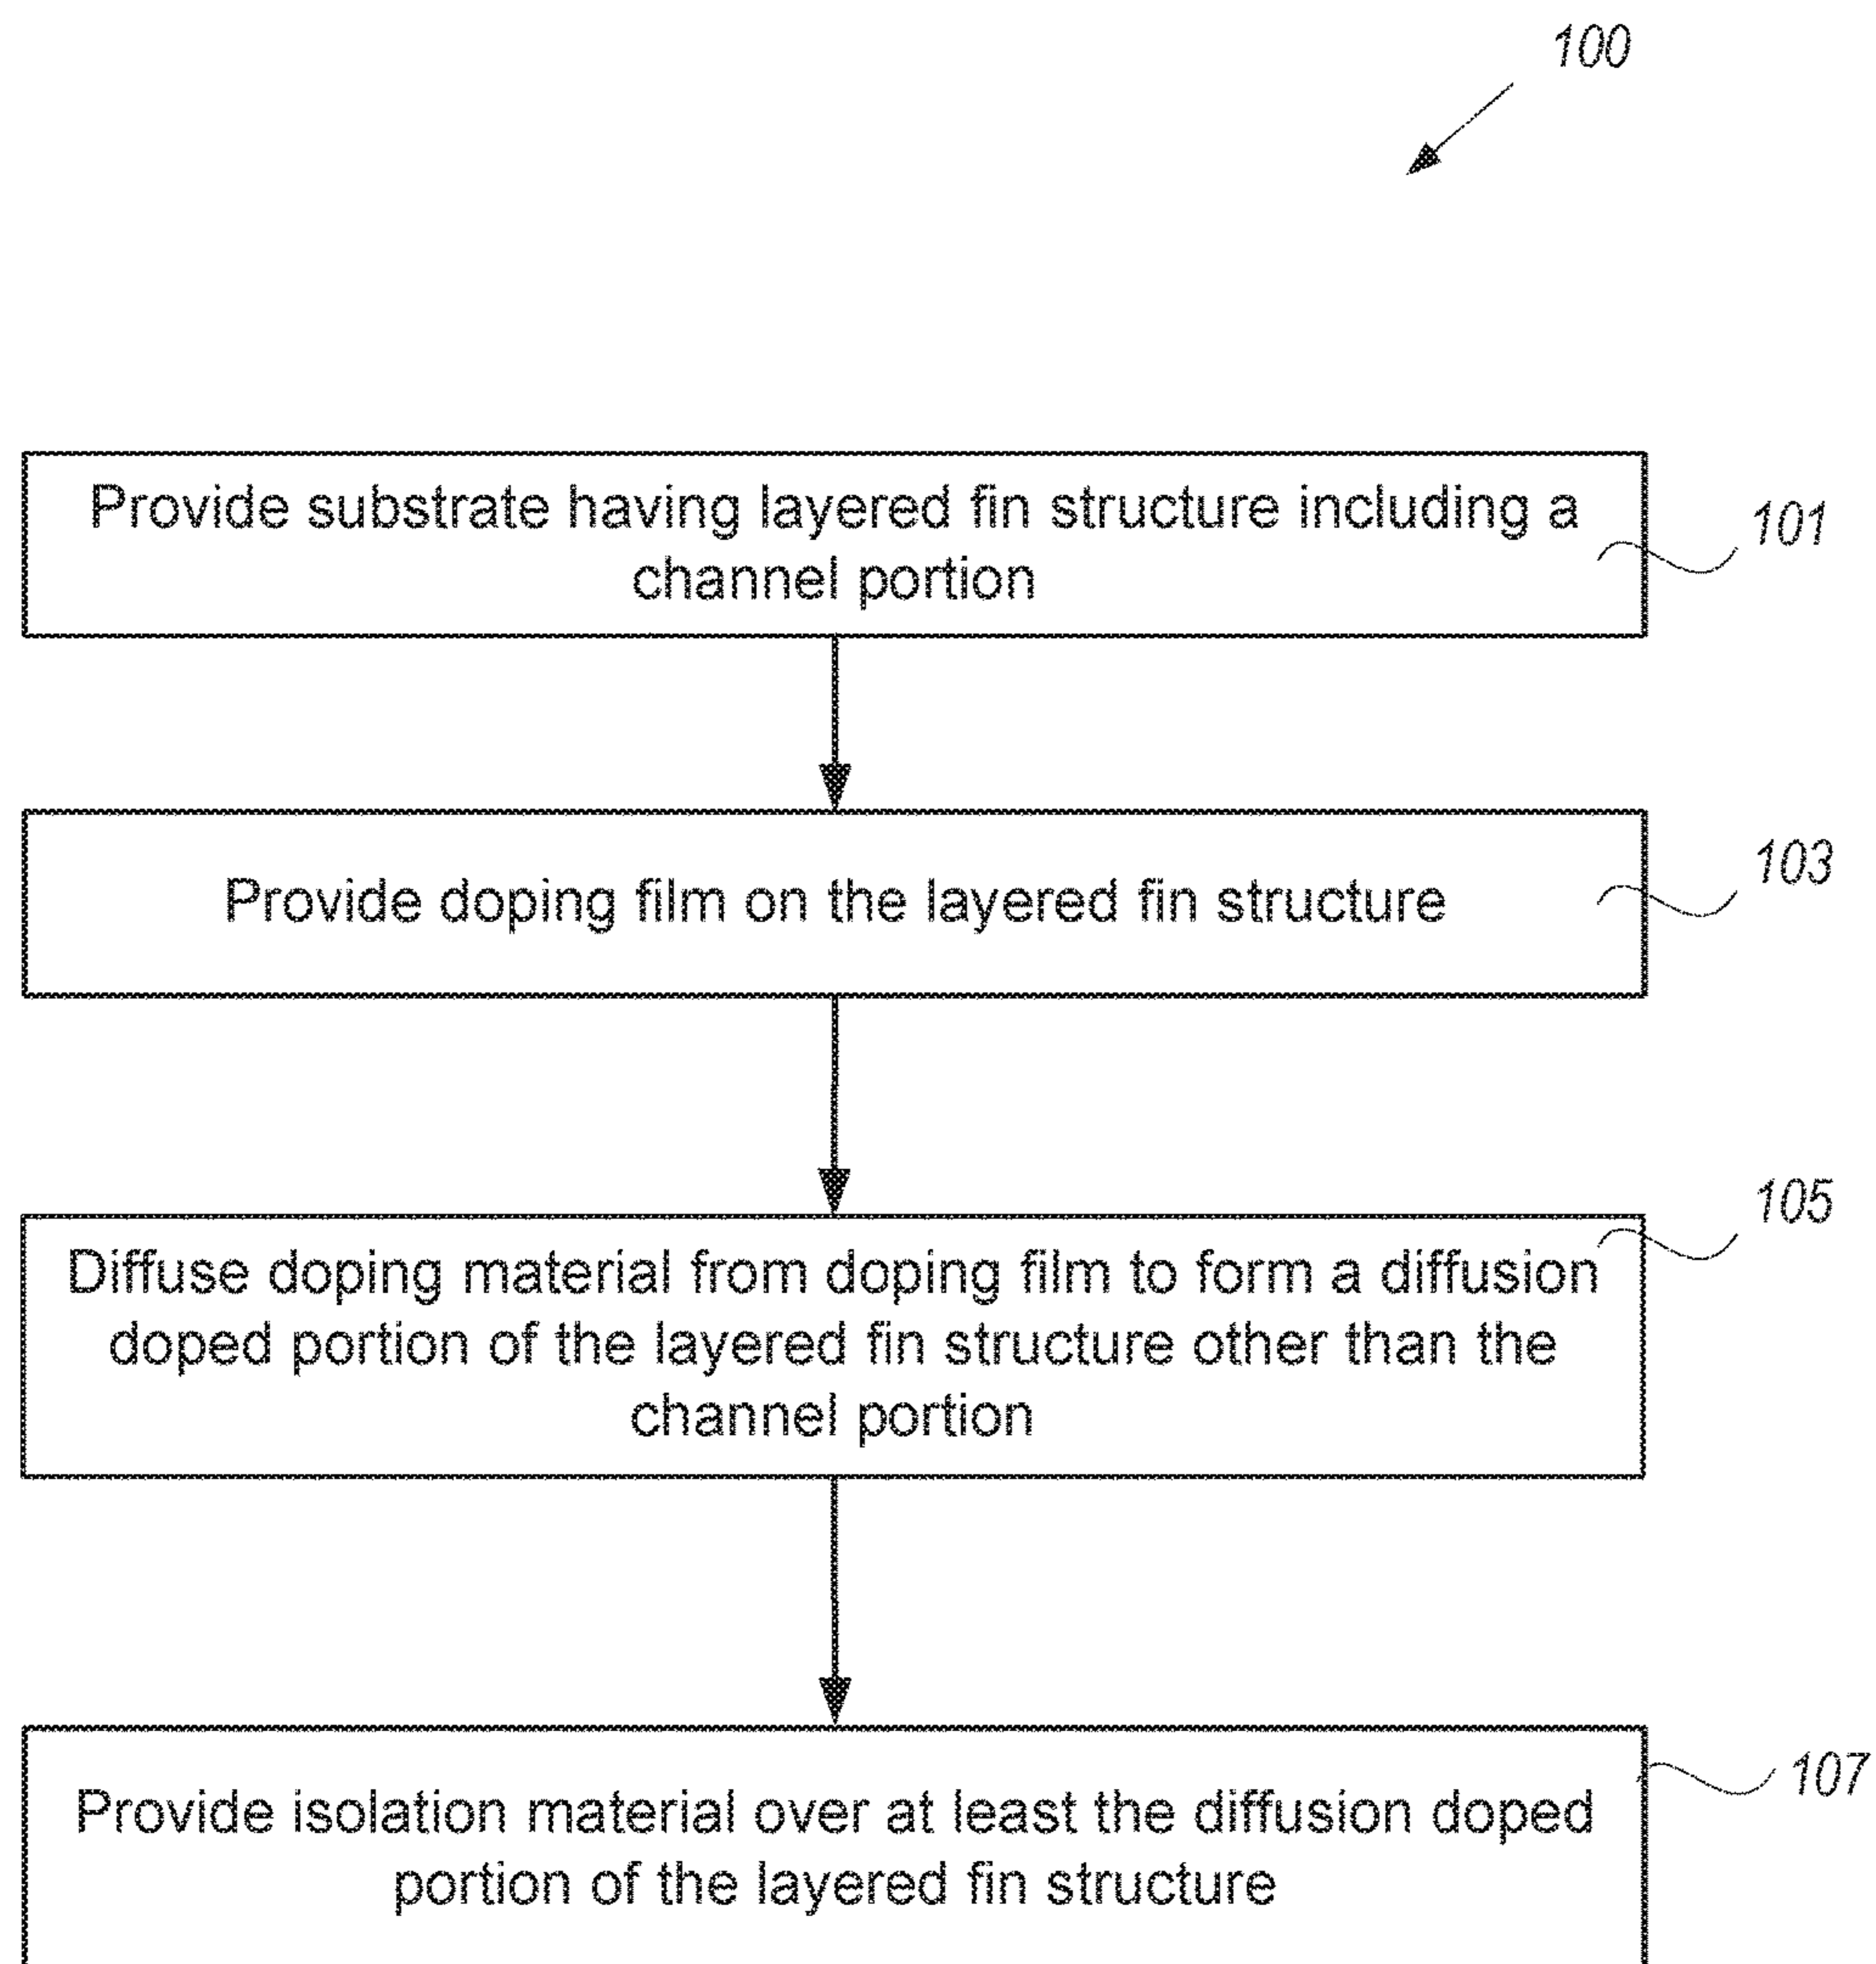 100
Provide substrate having layered fin structure including a
channel portion
101
Provide doping film on the layered fin structure
103
105
Diffuse doping material from doping film to form a diffusion
doped portion of the layered fin structure other than the
channel portion
107
Provide isolation material over at least the diffusion doped
portion of the layered fin structure